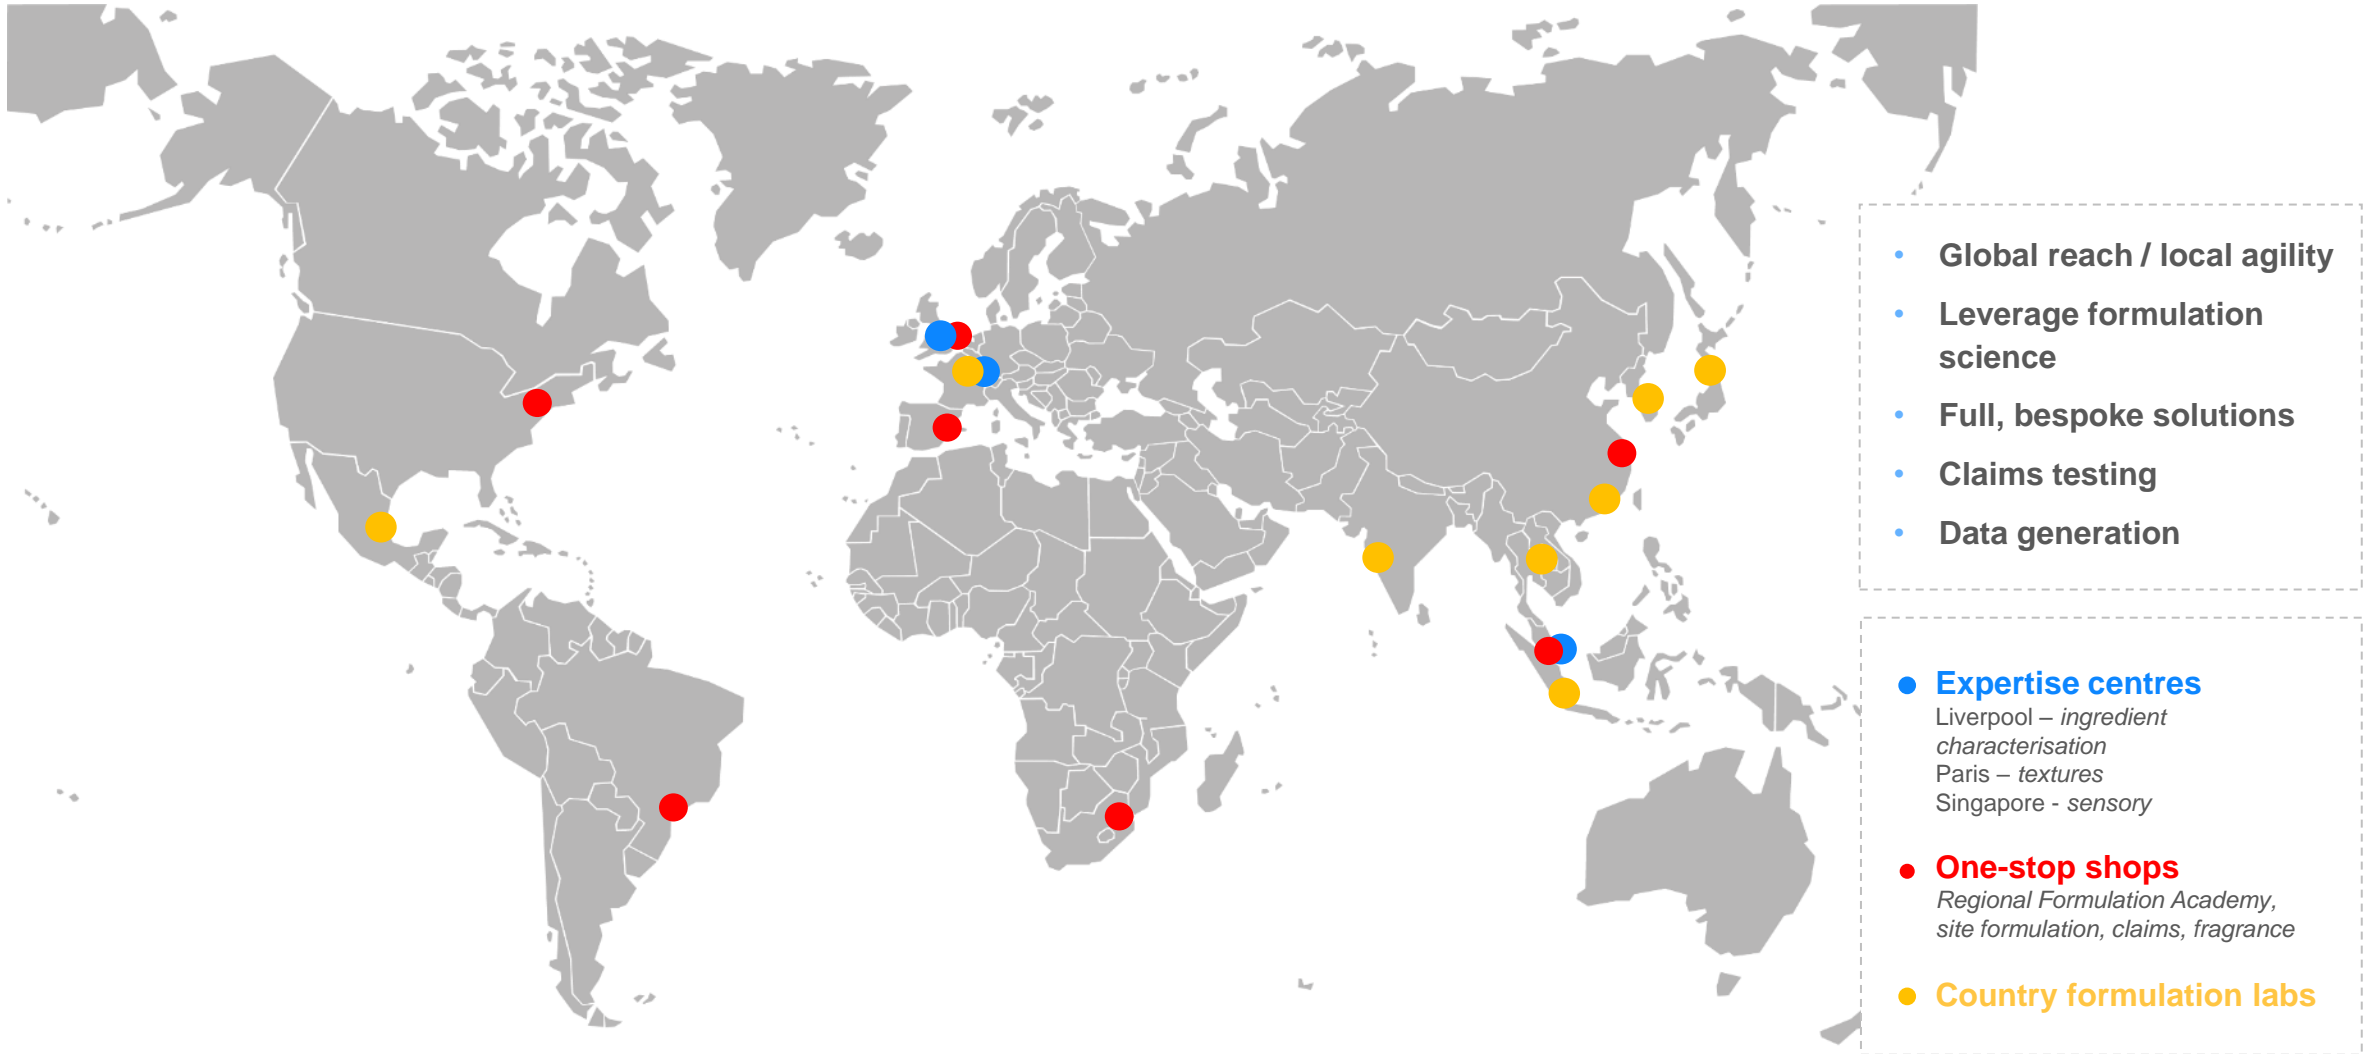 Global reach / local agility
Leverage formulation
science
Full, bespoke solutions
Claims testing
Data generation
Expertise centres
Liverpool – ingredient
characterisation
Paris – textures
Singapore - sensory
One-stop shops
Regional Formulation Academy,
site formulation, claims, fragrance
Country formulation labs